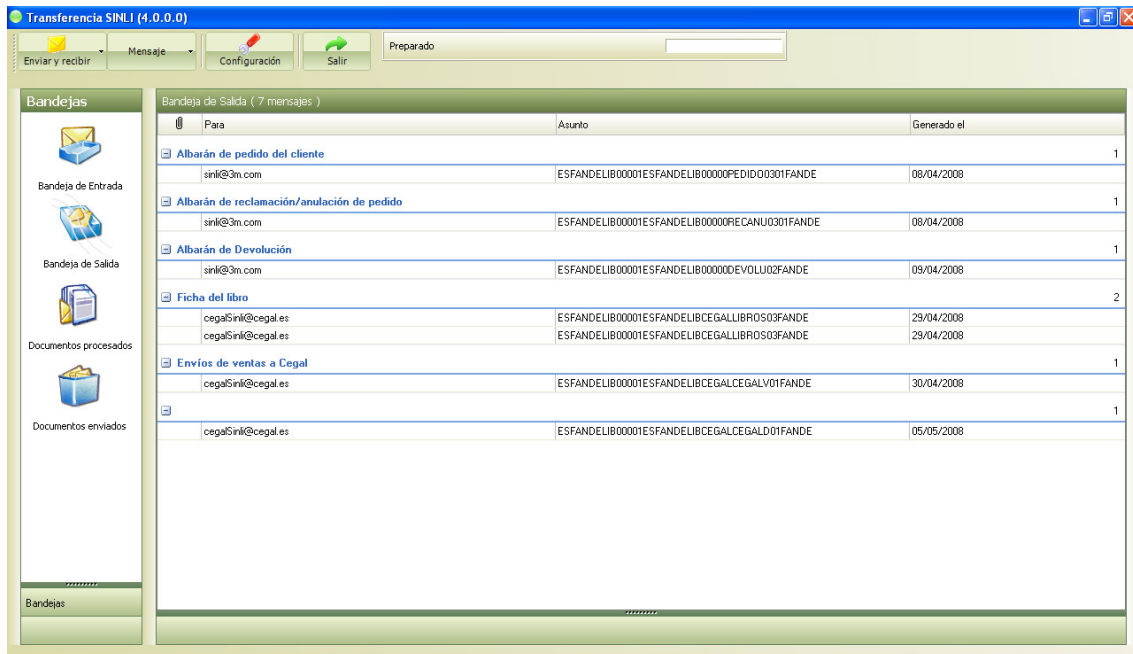 Transferencia SINLI (4.0.0.0)
Enviar y recibir
Mensaje
Configuración
Salir
Preparado
Bandejas
Bandeja de Entrada
Bandeja de Salida
Documentos procesados
Documentos enviados
Bandejas
Bandeja de Salida ( 7 mensajes )
Para Asunto Generado el
Albarán de pedido del cliente 1
sinli@3m.com ESFANDELIB00001ESFANDELIB00000PEDIDO0301FANDE 08/04/2008
Albarán de reclamación/anulación de pedido 1
sinli@3m.com ESFANDELIB00001ESFANDELIB00000RECANU0301FANDE 08/04/2008
Albarán de Devolución 1
sinli@3m.com ESFANDELIB00001ESFANDELIB00000DEVOLU02FANDE 09/04/2008
Ficha del libro 2
cegalSinli@cegal.es ESFANDELIB00001ESFANDELIBCEGALLIBROS03FANDE 29/04/2008
cegalSinli@cegal.es ESFANDELIB00001ESFANDELIBCEGALLIBROS03FANDE 29/04/2008
Envíos de ventas a Cegal 1
cegalSinli@cegal.es ESFANDELIB00001ESFANDELIBCEGALCEGALV01FANDE 30/04/2008
1
cegalSinli@cegal.es ESFANDELIB00001ESFANDELIBCEGALCEGALD01FANDE 05/05/2008